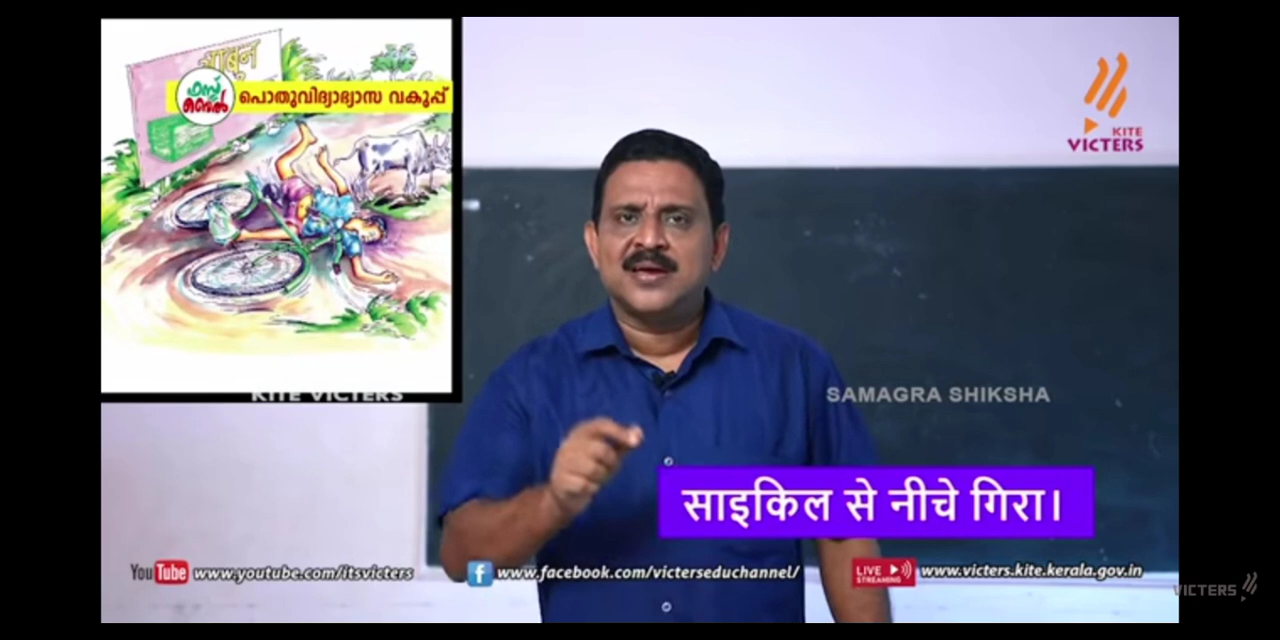 साबुन
ഫസ്റ്റ്
ബെൽ
പൊതുവിദ്യാഭ്യാസ വകുപ്പ്
KITE
VICTERS
KITE VICTERS
SAMAGRA SHIKSHA
साइकिल से नीचे गिरा।
YouTube www.youtube.com/itsvicters
f www.facebook.com/victerseduchannel/
LIVE
STREAMING
www.victers.kite.kerala.gov.in
VICTERS